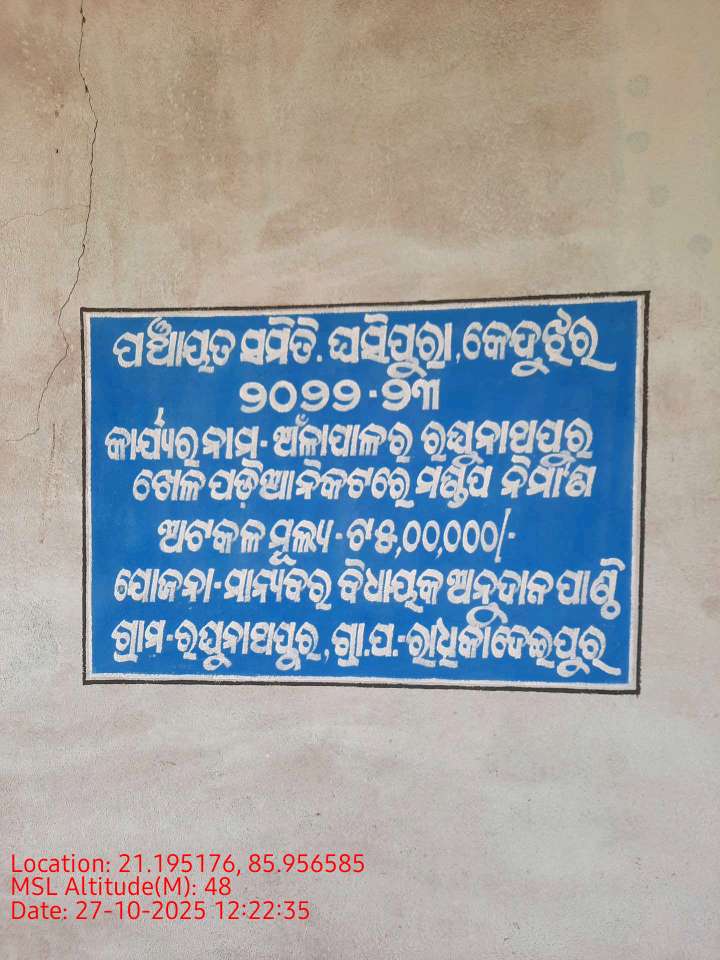 ପଞ୍ଚାୟତ ସମିତି. ଘସିପୁରା,କେନ୍ଦୁଝର
୨୦୨୨-୨୩
କାର୍ଯ୍ୟର ନାମ- ଅଁଳାପାଳର ରଘୁନାଥପୁର
ଖେଳ ପଡ଼ିଆ ନିକଟରେ ମଣ୍ଡପ ନିର୍ମାଣ
ଅଟକଳ ମୂଲ୍ୟ- ଟ ୫,୦୦,୦୦୦/-
ଯୋଜନା- ମାନ୍ୟବର ବିଧାୟକ ଅନୁଦାନ ପାଣ୍ଠି
ଗ୍ରାମ-ରଘୁନାଥପୁର, ଗ୍ରା.ପ.-ରାଧିକାଦେଇପୁର
Location: 21.195176, 85.956585
MSL Altitude(M): 48
Date: 27-10-2025 12:22:35